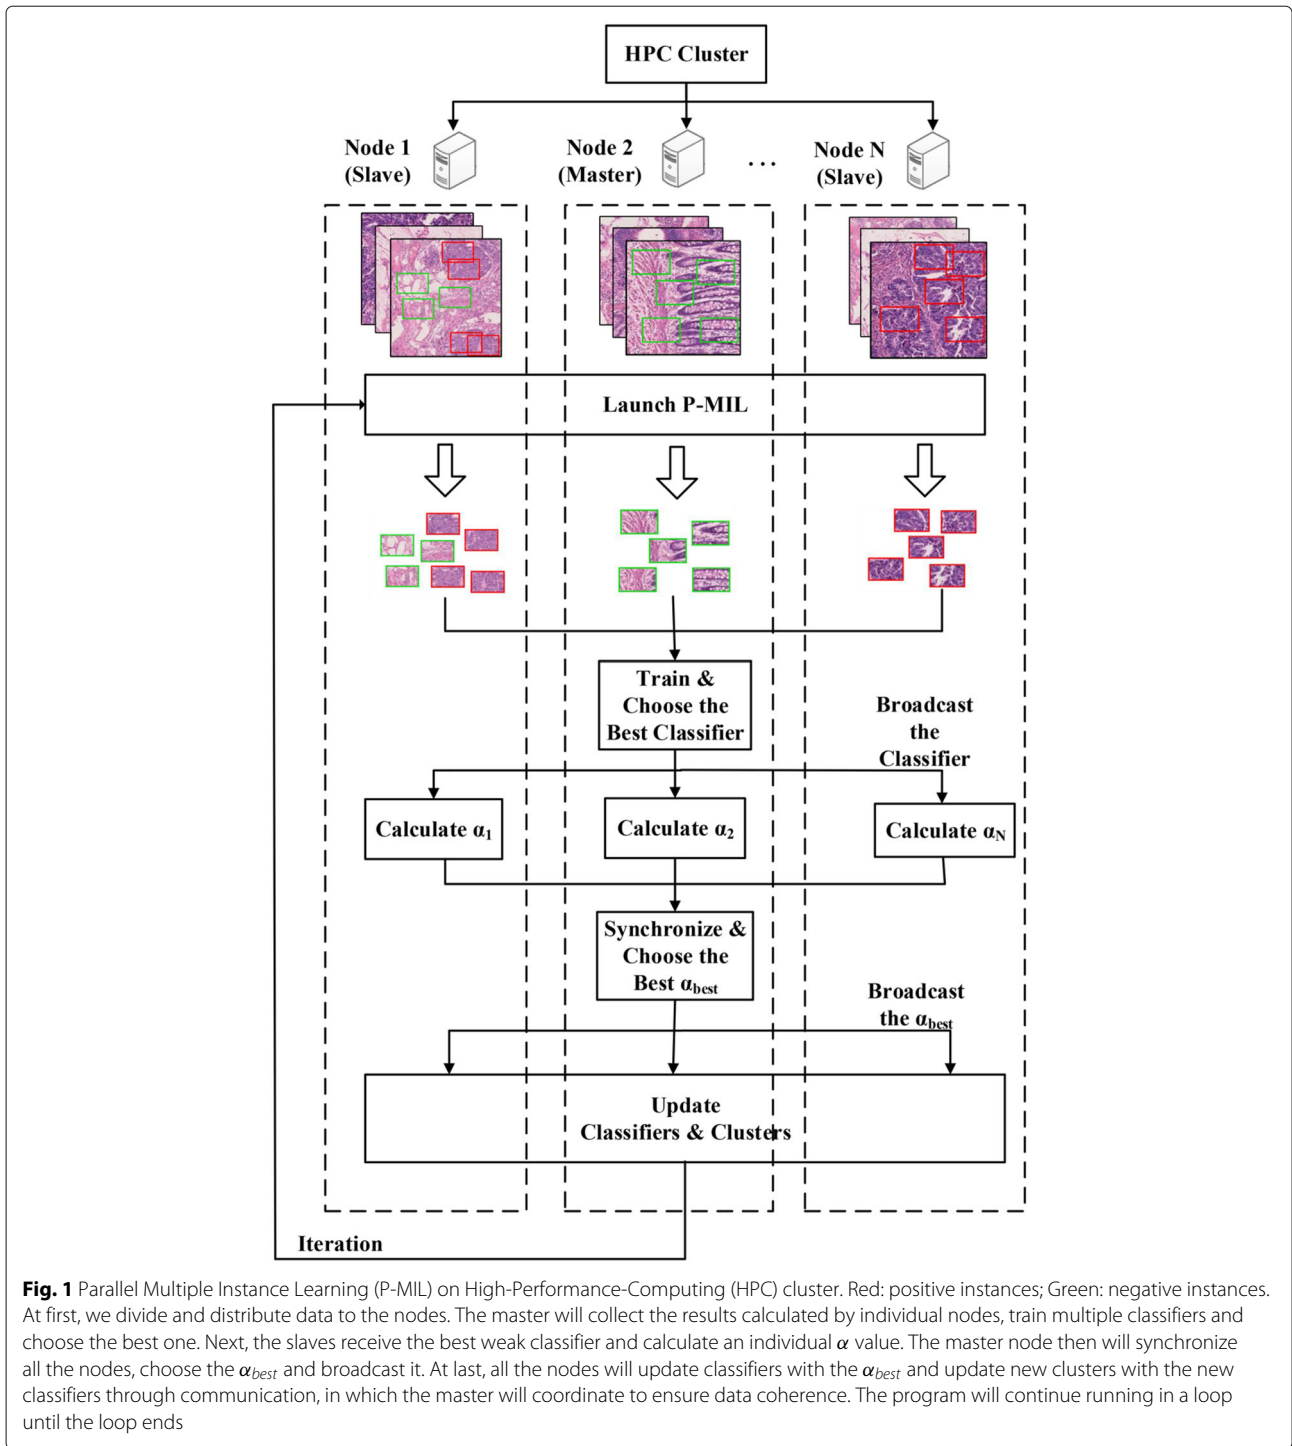 HPC Cluster
Node 1
(Slave)
Node 2
(Master)
...
Node N
(Slave)
Launch P-MIL
Train &
Choose the
Best Classifier
Broadcast
the
Classifier
Calculate α1
Calculate α2
Calculate αN
Synchronize &
Choose the
Best αbest
Broadcast
the αbest
Update
Classifiers & Clusters
Iteration
Fig. 1 Parallel Multiple Instance Learning (P-MIL) on High-Performance-Computing (HPC) cluster. Red: positive instances; Green: negative instances.
At first, we divide and distribute data to the nodes. The master will collect the results calculated by individual nodes, train multiple classifiers and
choose the best one. Next, the slaves receive the best weak classifier and calculate an individual α value. The master node then will synchronize
all the nodes, choose the αbest and broadcast it. At last, all the nodes will update classifiers with the αbest and update new clusters with the new
classifiers through communication, in which the master will coordinate to ensure data coherence. The program will continue running in a loop
until the loop ends